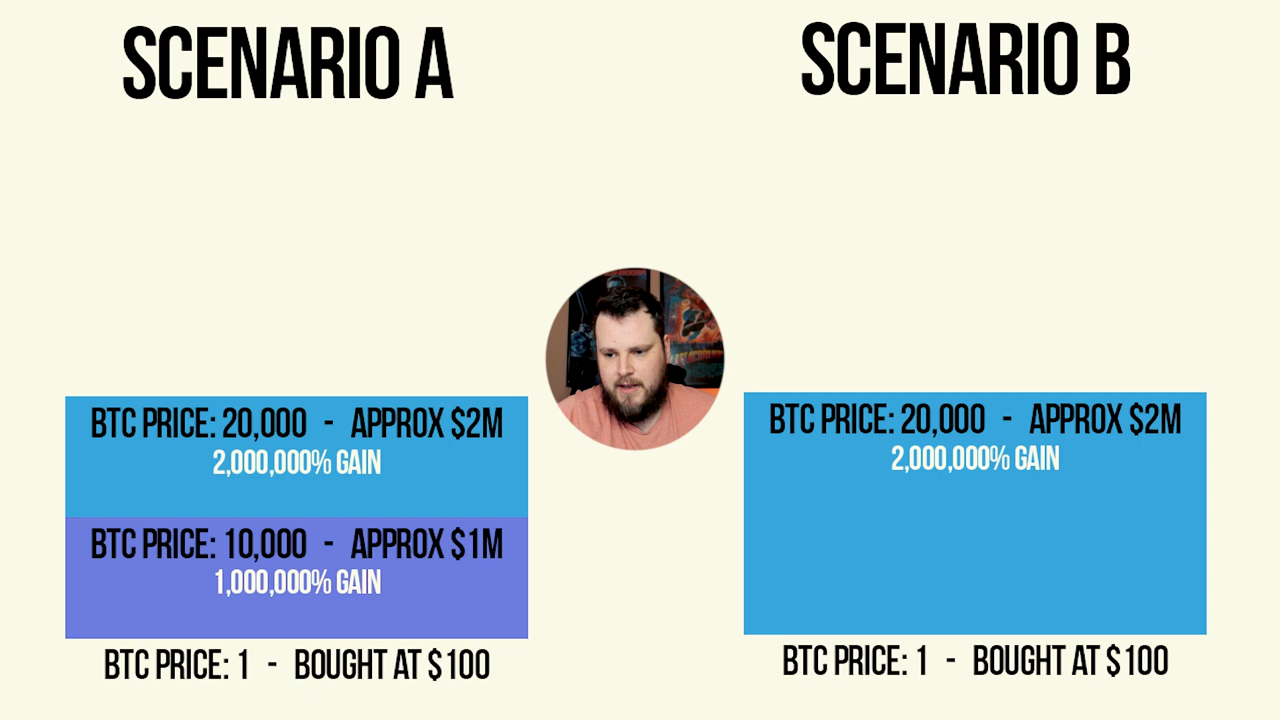 SCENARIO A
BTC PRICE: 20,000 - APPROX $2M
2,000,000% GAIN
BTC PRICE: 10,000 - APPROX $1M
1,000,000% GAIN
BTC PRICE: 1 - BOUGHT AT $100
SCENARIO B
BTC PRICE: 20,000 - APPROX $2M
2,000,000% GAIN
BTC PRICE: 1 - BOUGHT AT $100